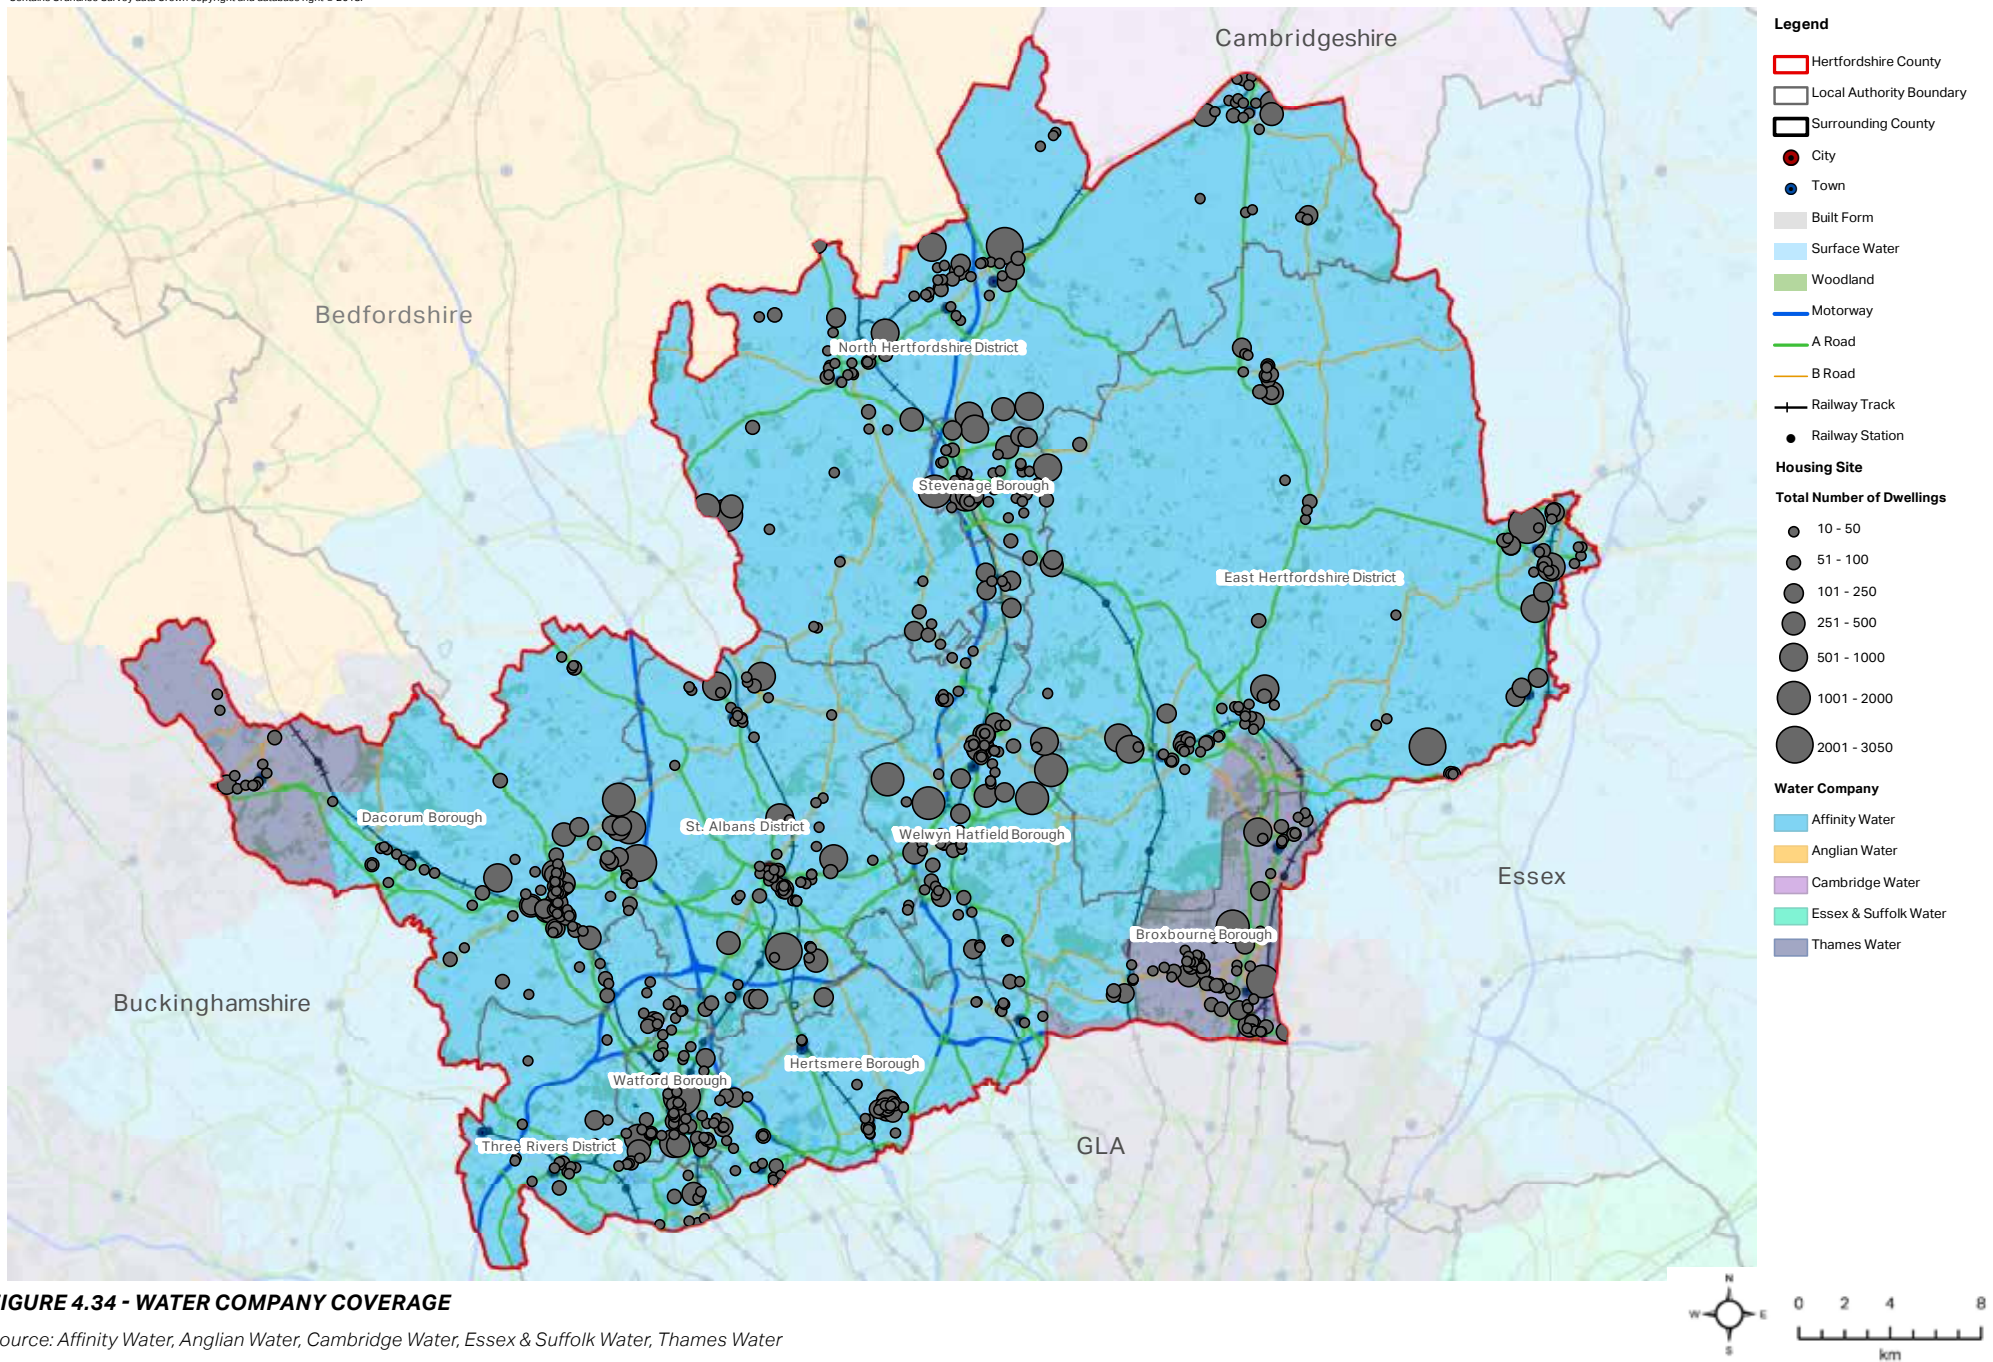 Cambridgeshire
Bedfordshire
North Hertfordshire District
Stevenage Borough
East Hertfordshire District
Dacorum Borough
St. Albans District
Welwyn Hatfield Borough
Essex
Broxbourne Borough
Buckinghamshire
Hertsmere Borough
Watford Borough
Three Rivers District
GLA
Legend
Hertfordshire County
Local Authority Boundary
Surrounding County
City
Town
Built Form
Surface Water
Woodland
Motorway
A Road
B Road
Railway Track
Railway Station
Housing Site
Total Number of Dwellings
10 - 50
51 - 100
101 - 250
251 - 500
501 - 1000
1001 - 2000
2001 - 3050
Water Company
Affinity Water
Anglian Water
Cambridge Water
Essex & Suffolk Water
Thames Water
IGURE 4.34 - WATER COMPANY COVERAGE
ource: Affinity Water, Anglian Water, Cambridge Water, Essex & Suffolk Water, Thames Water
N
W E
S
0 2 4 8
km